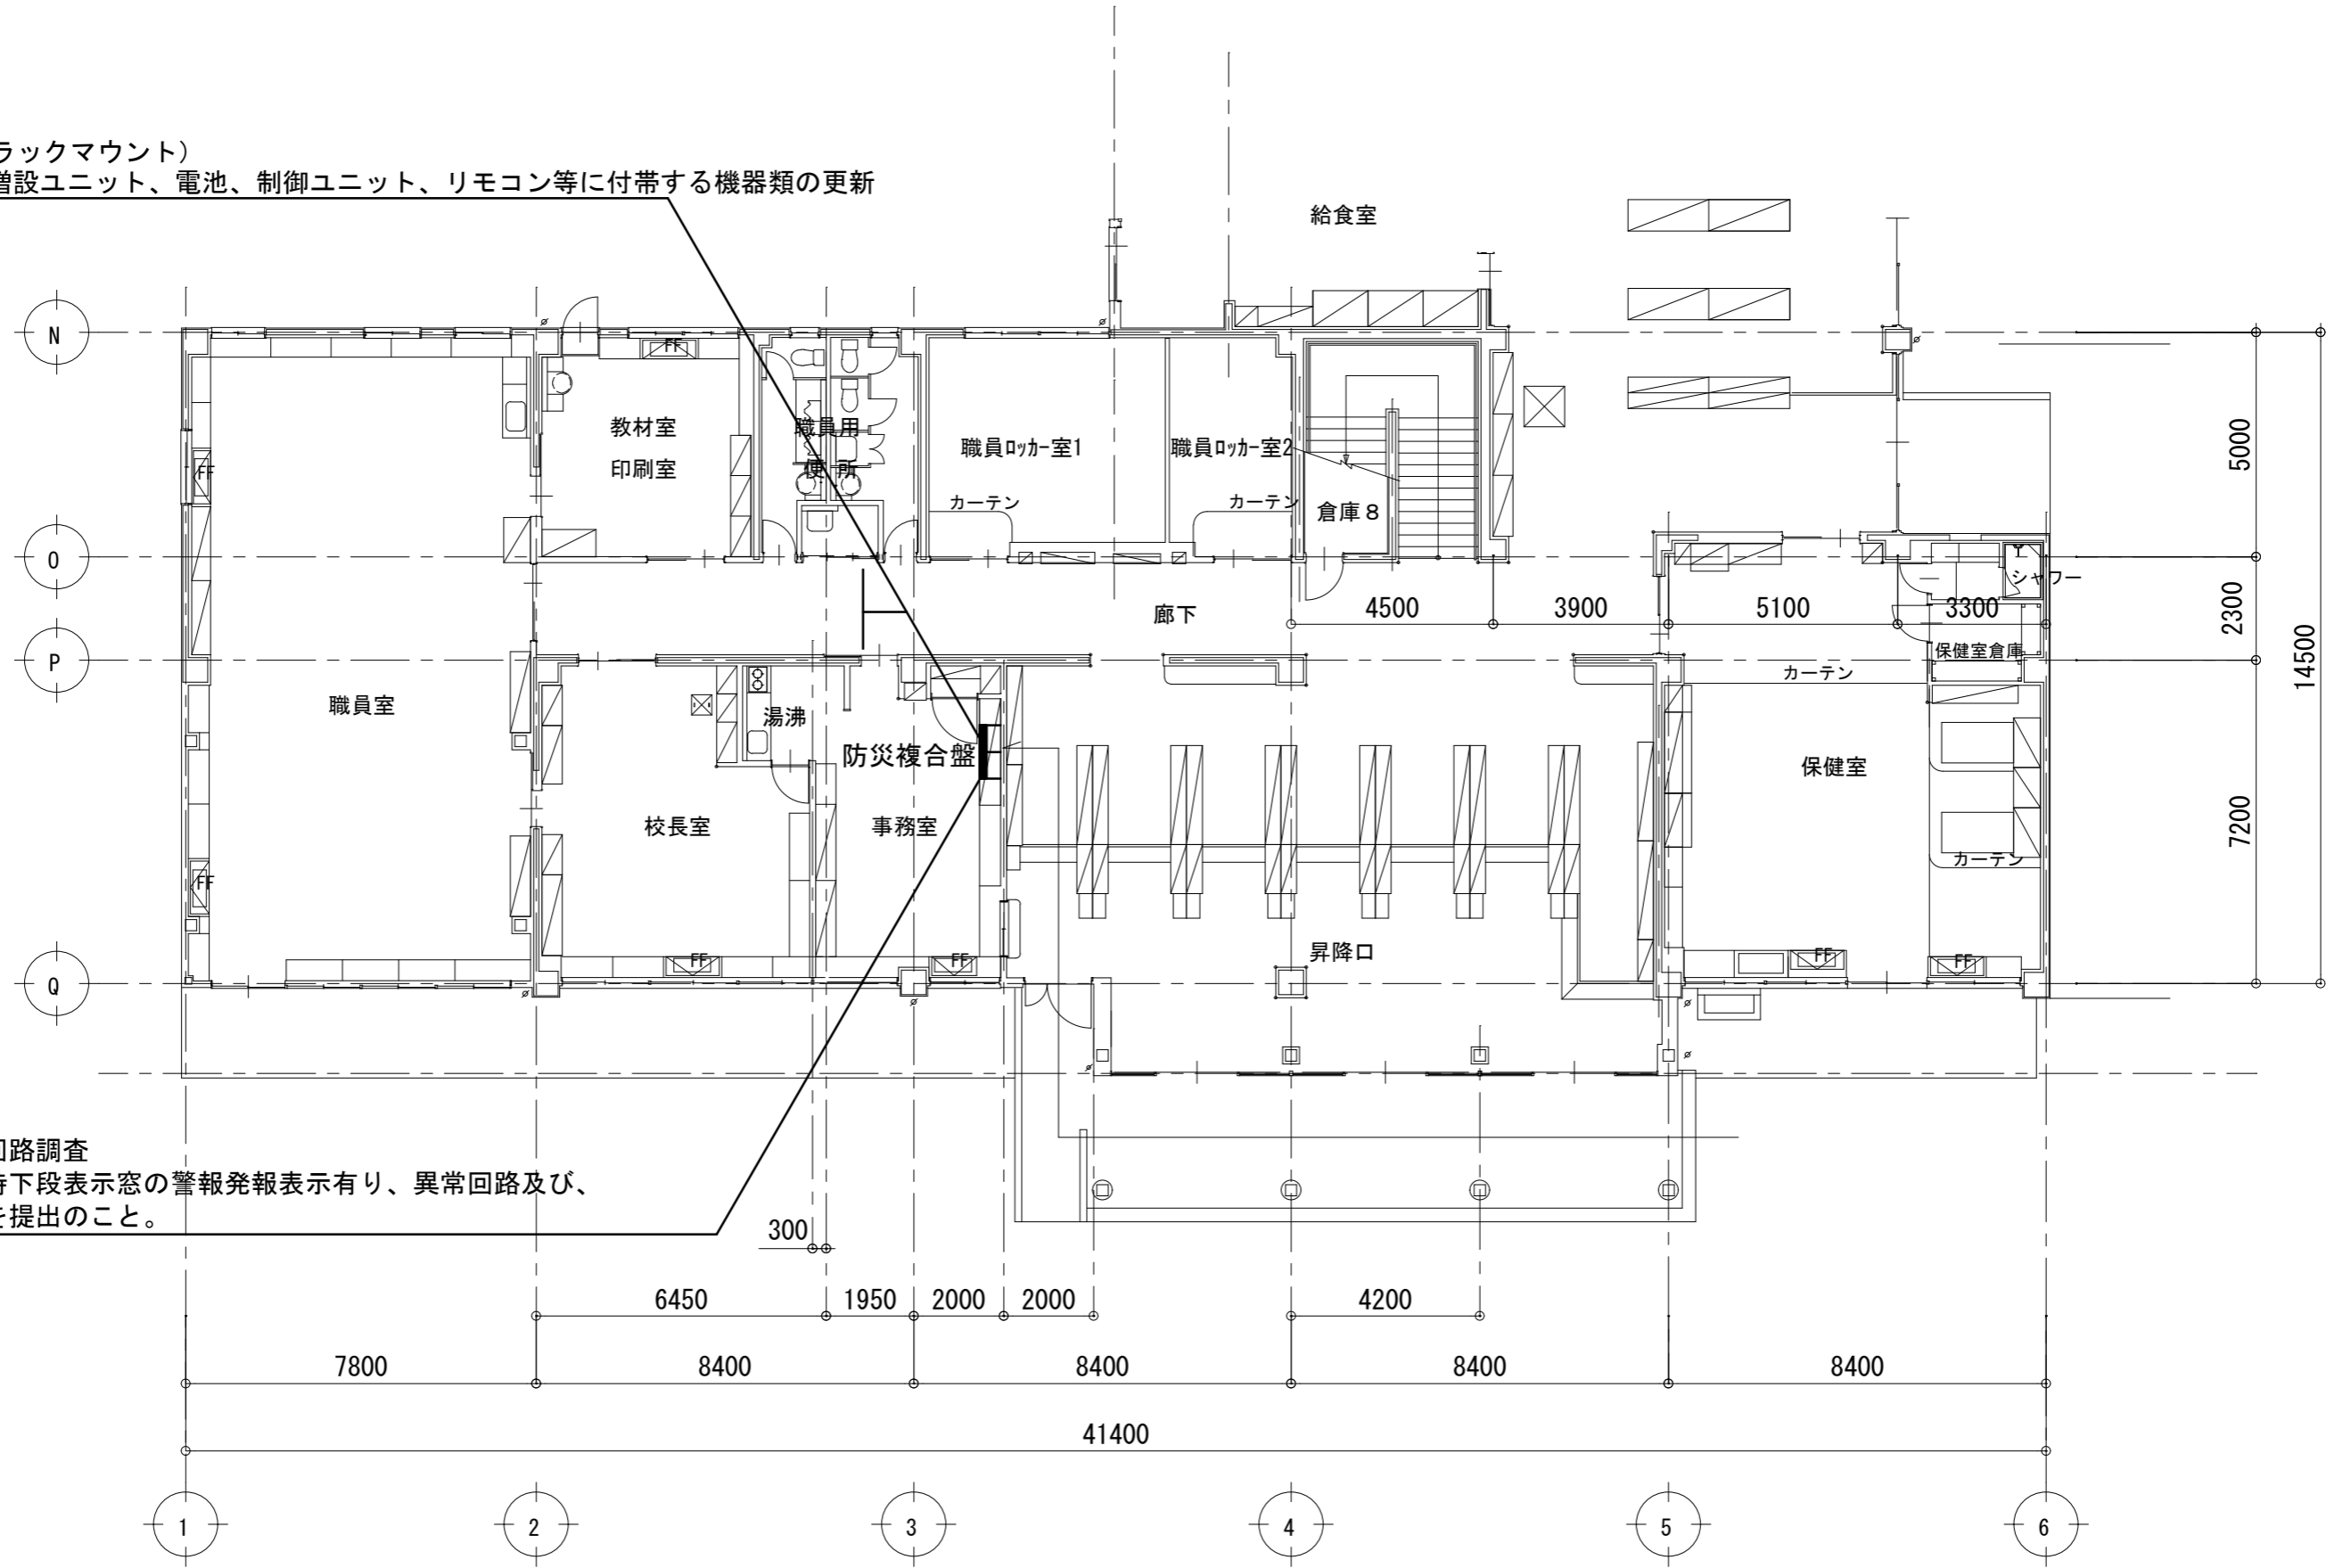 ラックマウント）
増設ユニット、電池、制御ユニット、リモコン等に付帯する機器類の更新
給食室
N
FF
5000
教材室
職員用
職員ロッカー室1
職員ロッカー室2
印刷室
便 所
FF
カーテン
カーテン
倉庫８
O
シャワー
廊下
4500
3900
5100
3300
2300
14500
P
保健室倉庫
カーテン
職員室
湯沸
防災複合盤
保健室
校長室
事務室
7200
カーテン
FF
昇降口
FF
FF
FF
FF
Q
回路調査
時下段表示窓の警報発報表示有り、異常回路及び、
を提出のこと。
300
6450
1950
2000
2000
4200
7800
8400
8400
8400
8400
41400
1
2
3
4
5
6